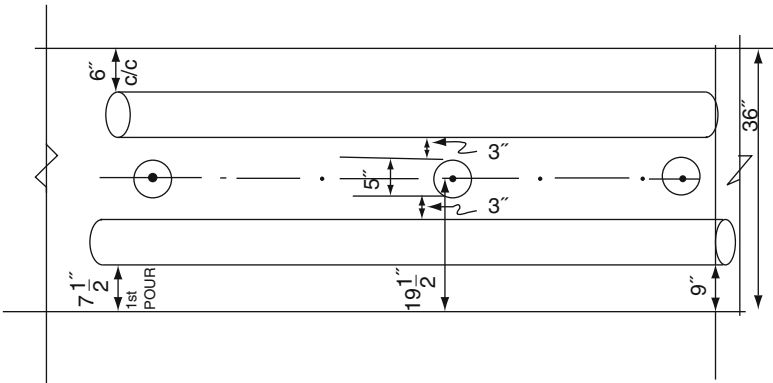 6″
c/c
3″
5″
3″
36″
7 1/2″
1st
POUR
19 1/2″
9″